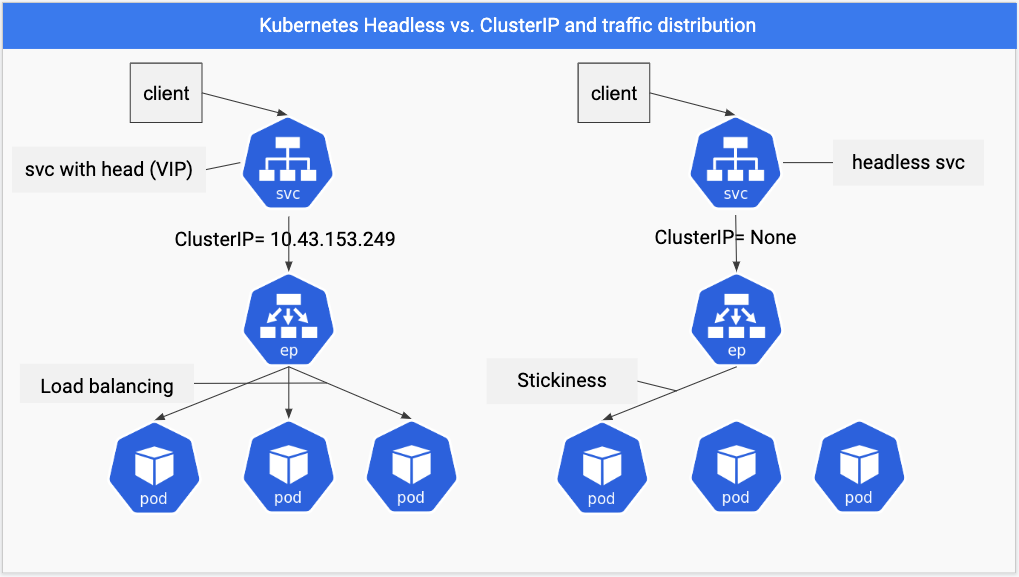 Kubernetes Headless vs. ClusterIP and traffic distribution
client
svc with head (VIP)
svc
ClusterIP= 10.43.153.249
ep
Load balancing
pod
pod
pod
client
headless svc
svc
ClusterIP= None
ep
Stickiness
pod
pod
pod